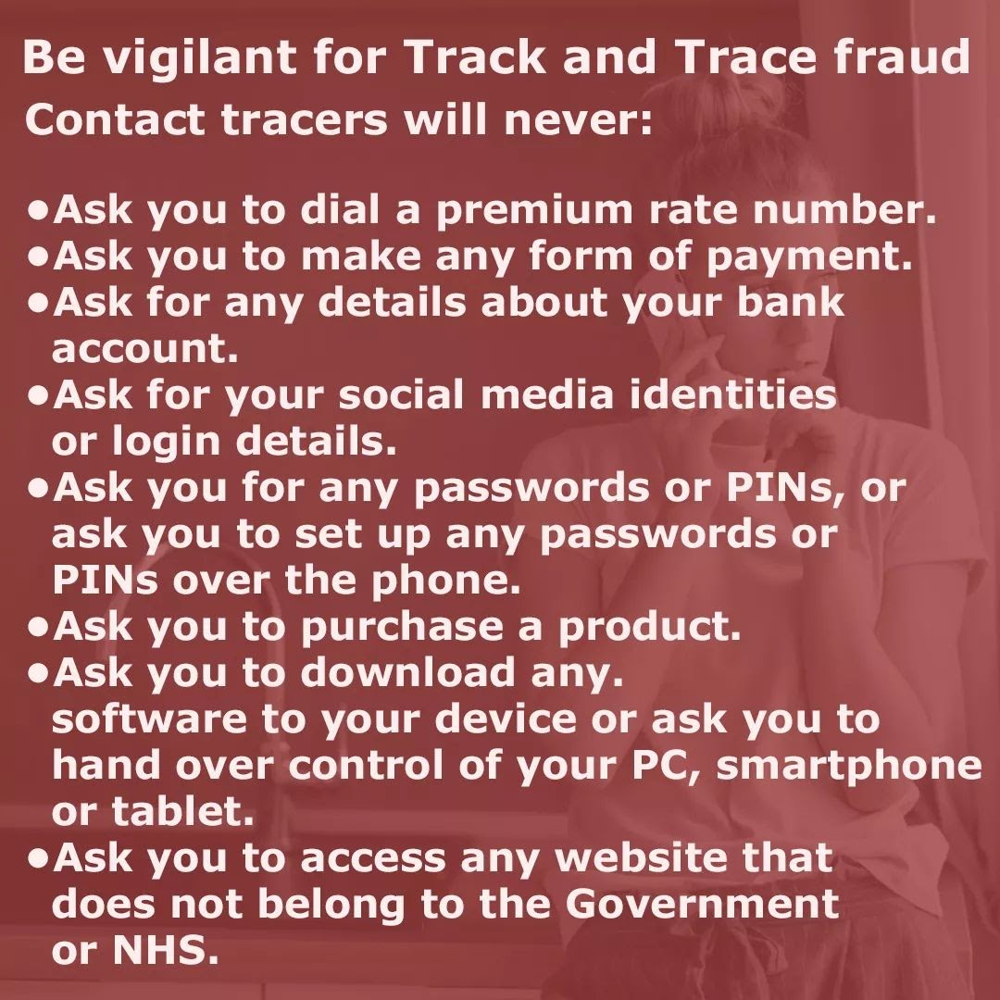 Be vigilant for Track and Trace fraud
Contact tracers will never:
•Ask you to dial a premium rate number.
•Ask you to make any form of payment.
•Ask for any details about your bank
account.
•Ask for your social media identities
or login details.
•Ask you for any passwords or PINs, or
ask you to set up any passwords or
PINs over the phone.
•Ask you to purchase a product.
•Ask you to download any.
software to your device or ask you to
hand over control of your PC, smartphone
or tablet.
•Ask you to access any website that
does not belong to the Government
or NHS.